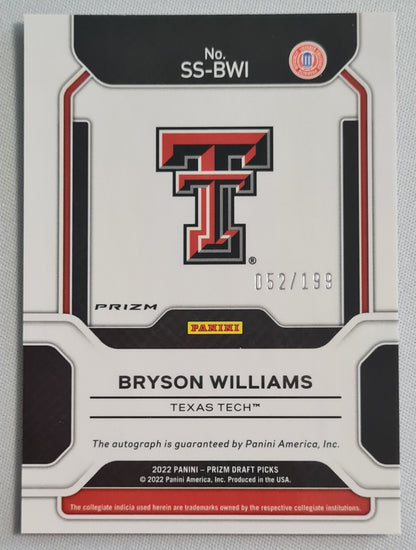 No.
SS-BWI
TT
®
052/199
PRIZM
PANINI
BRYSON WILLIAMS
TEXAS TECH™
The autograph is guaranteed by Panini America, Inc.
2022 PANINI – PRIZM DRAFT PICKS
© 2022 Panini America, Inc. Produced in the USA.
The collegiate indicia used herein are trademarks owned by the respective collegiate institutions.